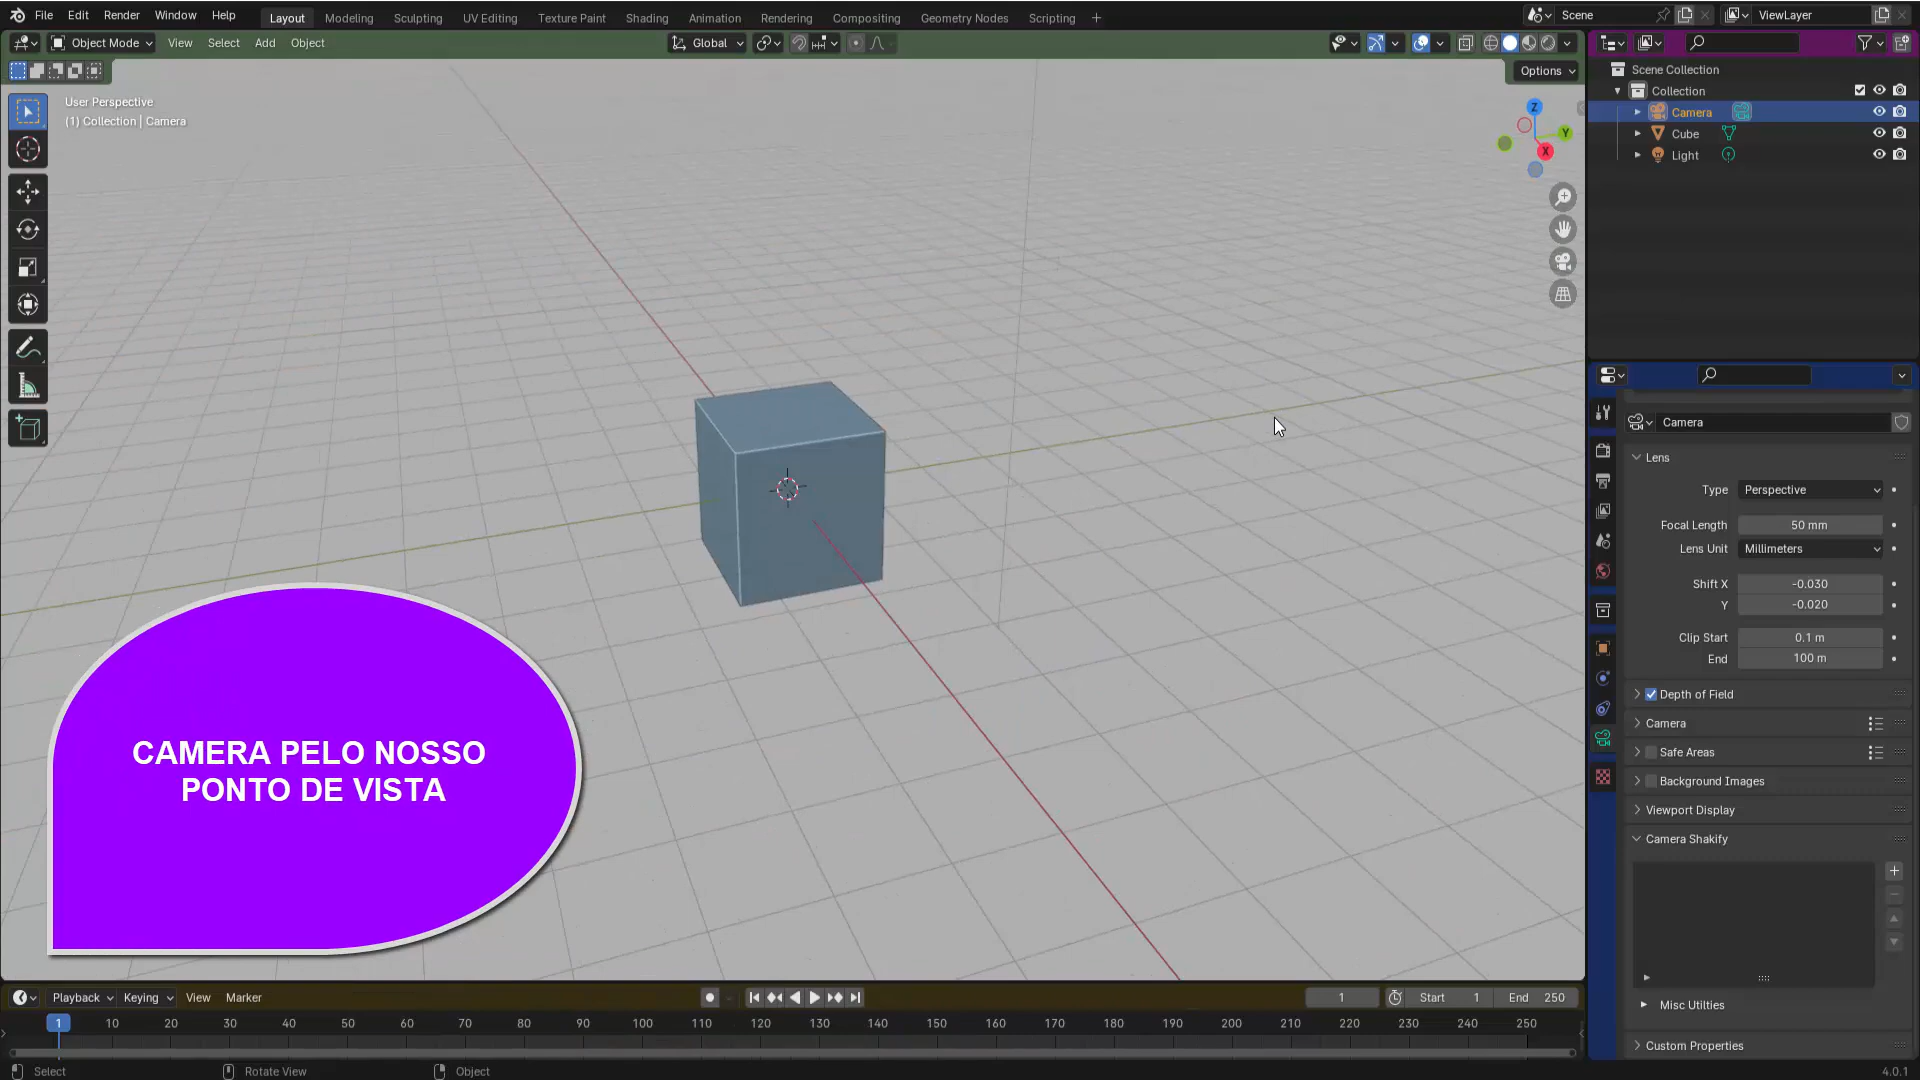 File Edit Render Window Help Layout Modeling Sculpting UV Editing Texture Paint Shading Animation Rendering Compositing Geometry Nodes Scripting + Scene ViewLayer
Object Mode View Select Add Object Global
Options
User Perspective
(1) Collection | Camera
Z
Y
X
Scene Collection
Collection
Camera
Cube
Light
Camera
Lens
Type Perspective
Focal Length 50 mm
Lens Unit Millimeters
Shift X -0.030
Y -0.020
Clip Start 0.1 m
End 100 m
Depth of Field
Camera
Safe Areas
Background Images
Viewport Display
Camera Shakify
Misc Utilties
Custom Properties
CAMERA PELO NOSSO
PONTO DE VISTA
Playback Keying View Marker 1 Start 1 End 250
1 10 20 30 40 50 60 70 80 90 100 110 120 130 140 150 160 170 180 190 200 210 220 230 240 250
Select Rotate View Object 4.0.1